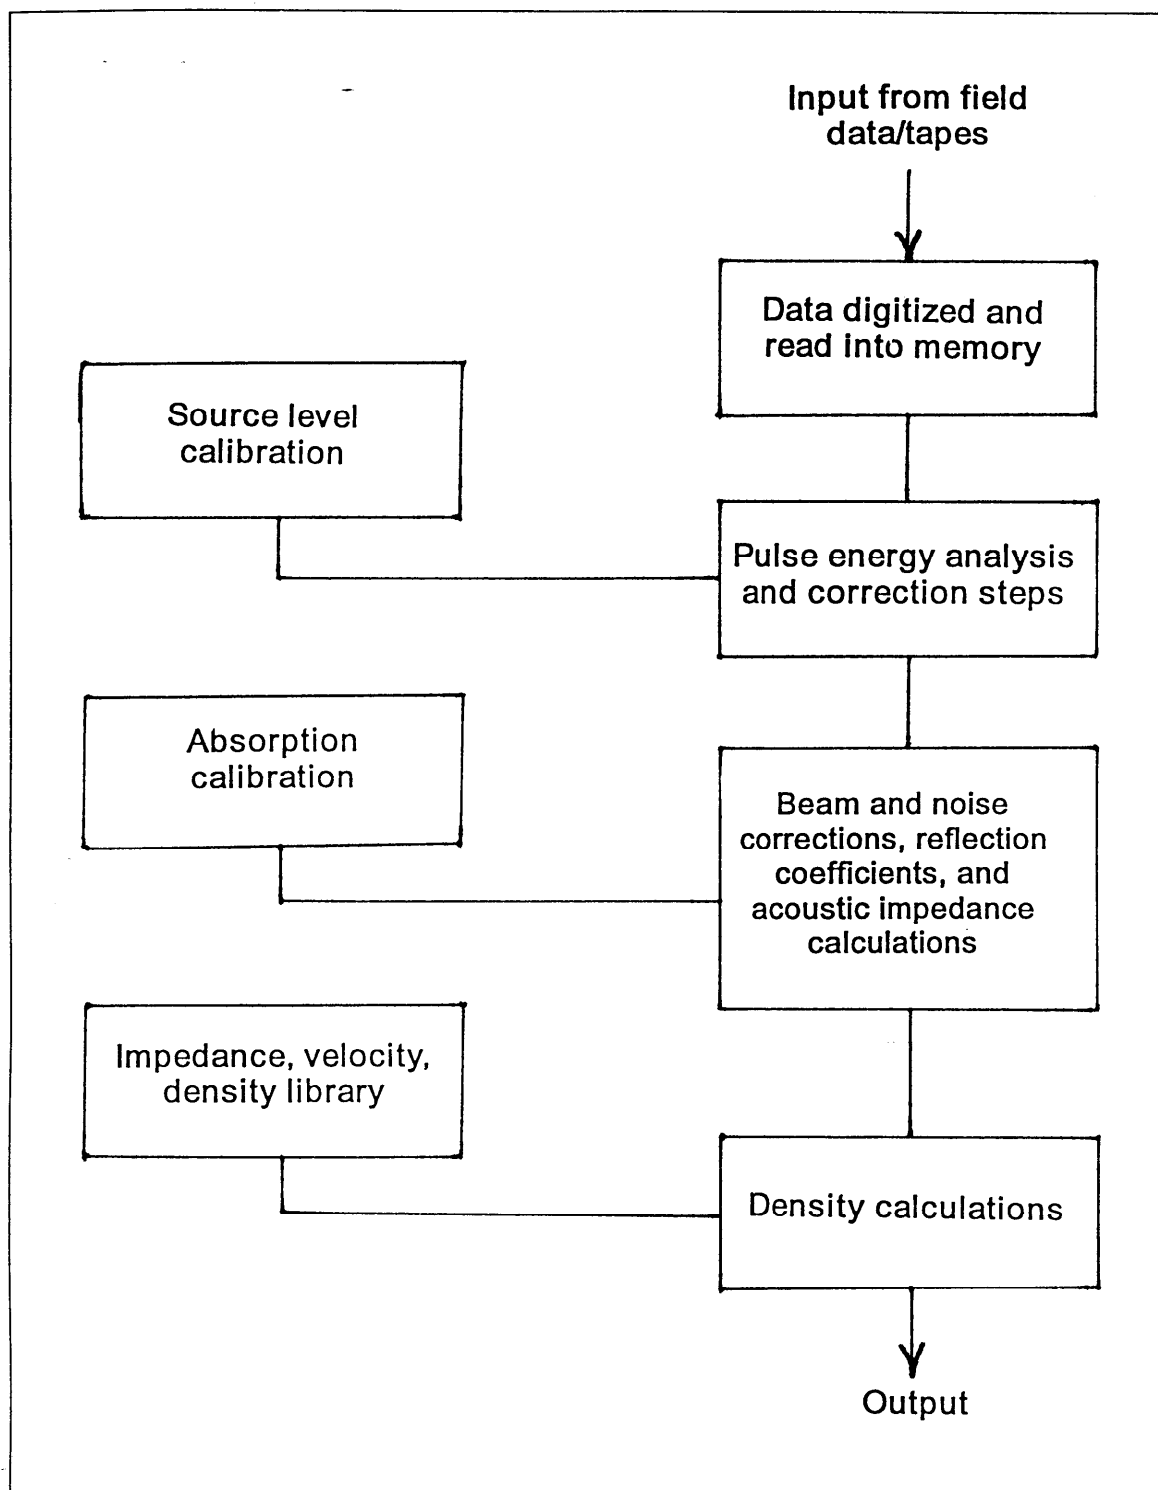 Input from field
data/tapes
Data digitized and
read into memory
Source level
calibration
Pulse energy analysis
and correction steps
Absorption
calibration
Beam and noise
corrections, reflection
coefficients, and
acoustic impedance
calculations
Impedance, velocity,
density library
Density calculations
Output